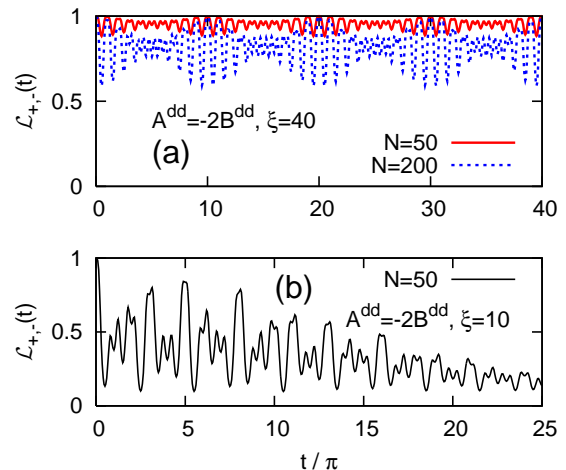 1
0.5
0
ℒ+,-(t)
A^dd=-2B^dd, ξ=40
(a)
N=50
N=200
0 10 20 30 40
1
0.5
0
ℒ+,-(t)
(b)
N=50
A^dd=-2B^dd, ξ=10
0 5 10 15 20 25
t / π